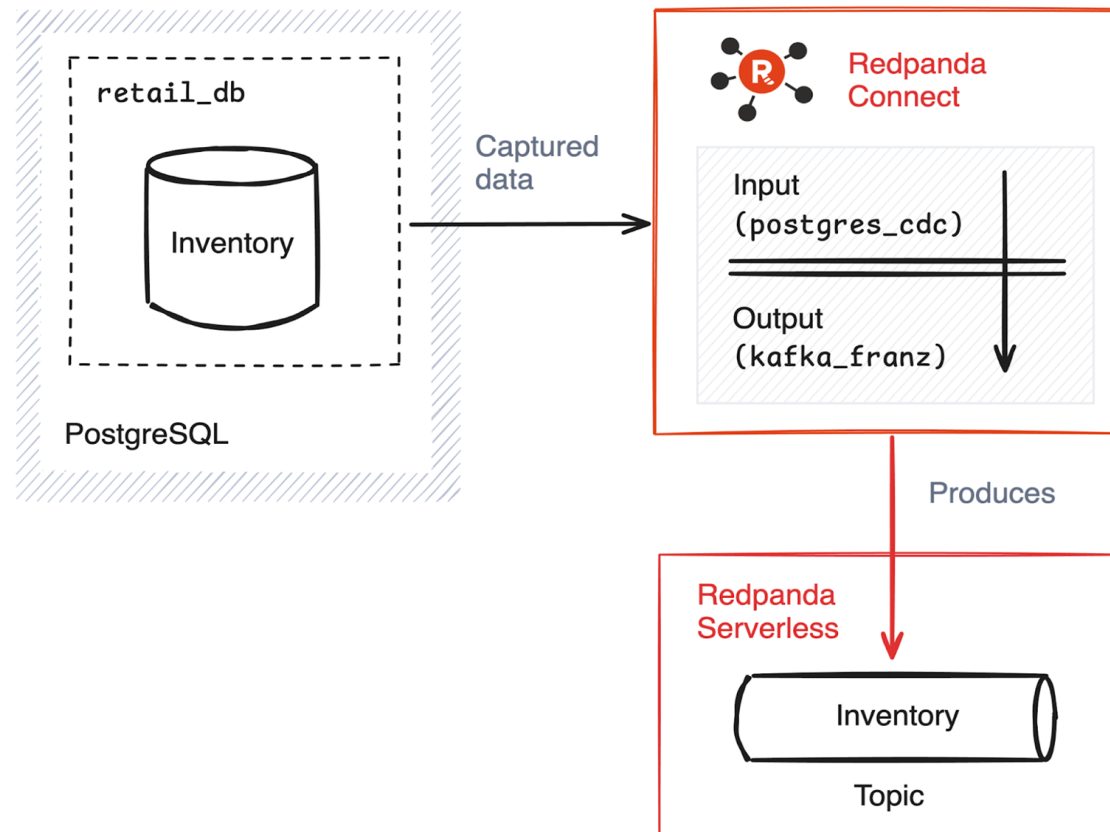 retail_db
Inventory
PostgreSQL
Captured
data
R
Redpanda
Connect
Input
(postgres_cdc)
Output
(kafka_franz)
Produces
Redpanda
Serverless
Inventory
Topic